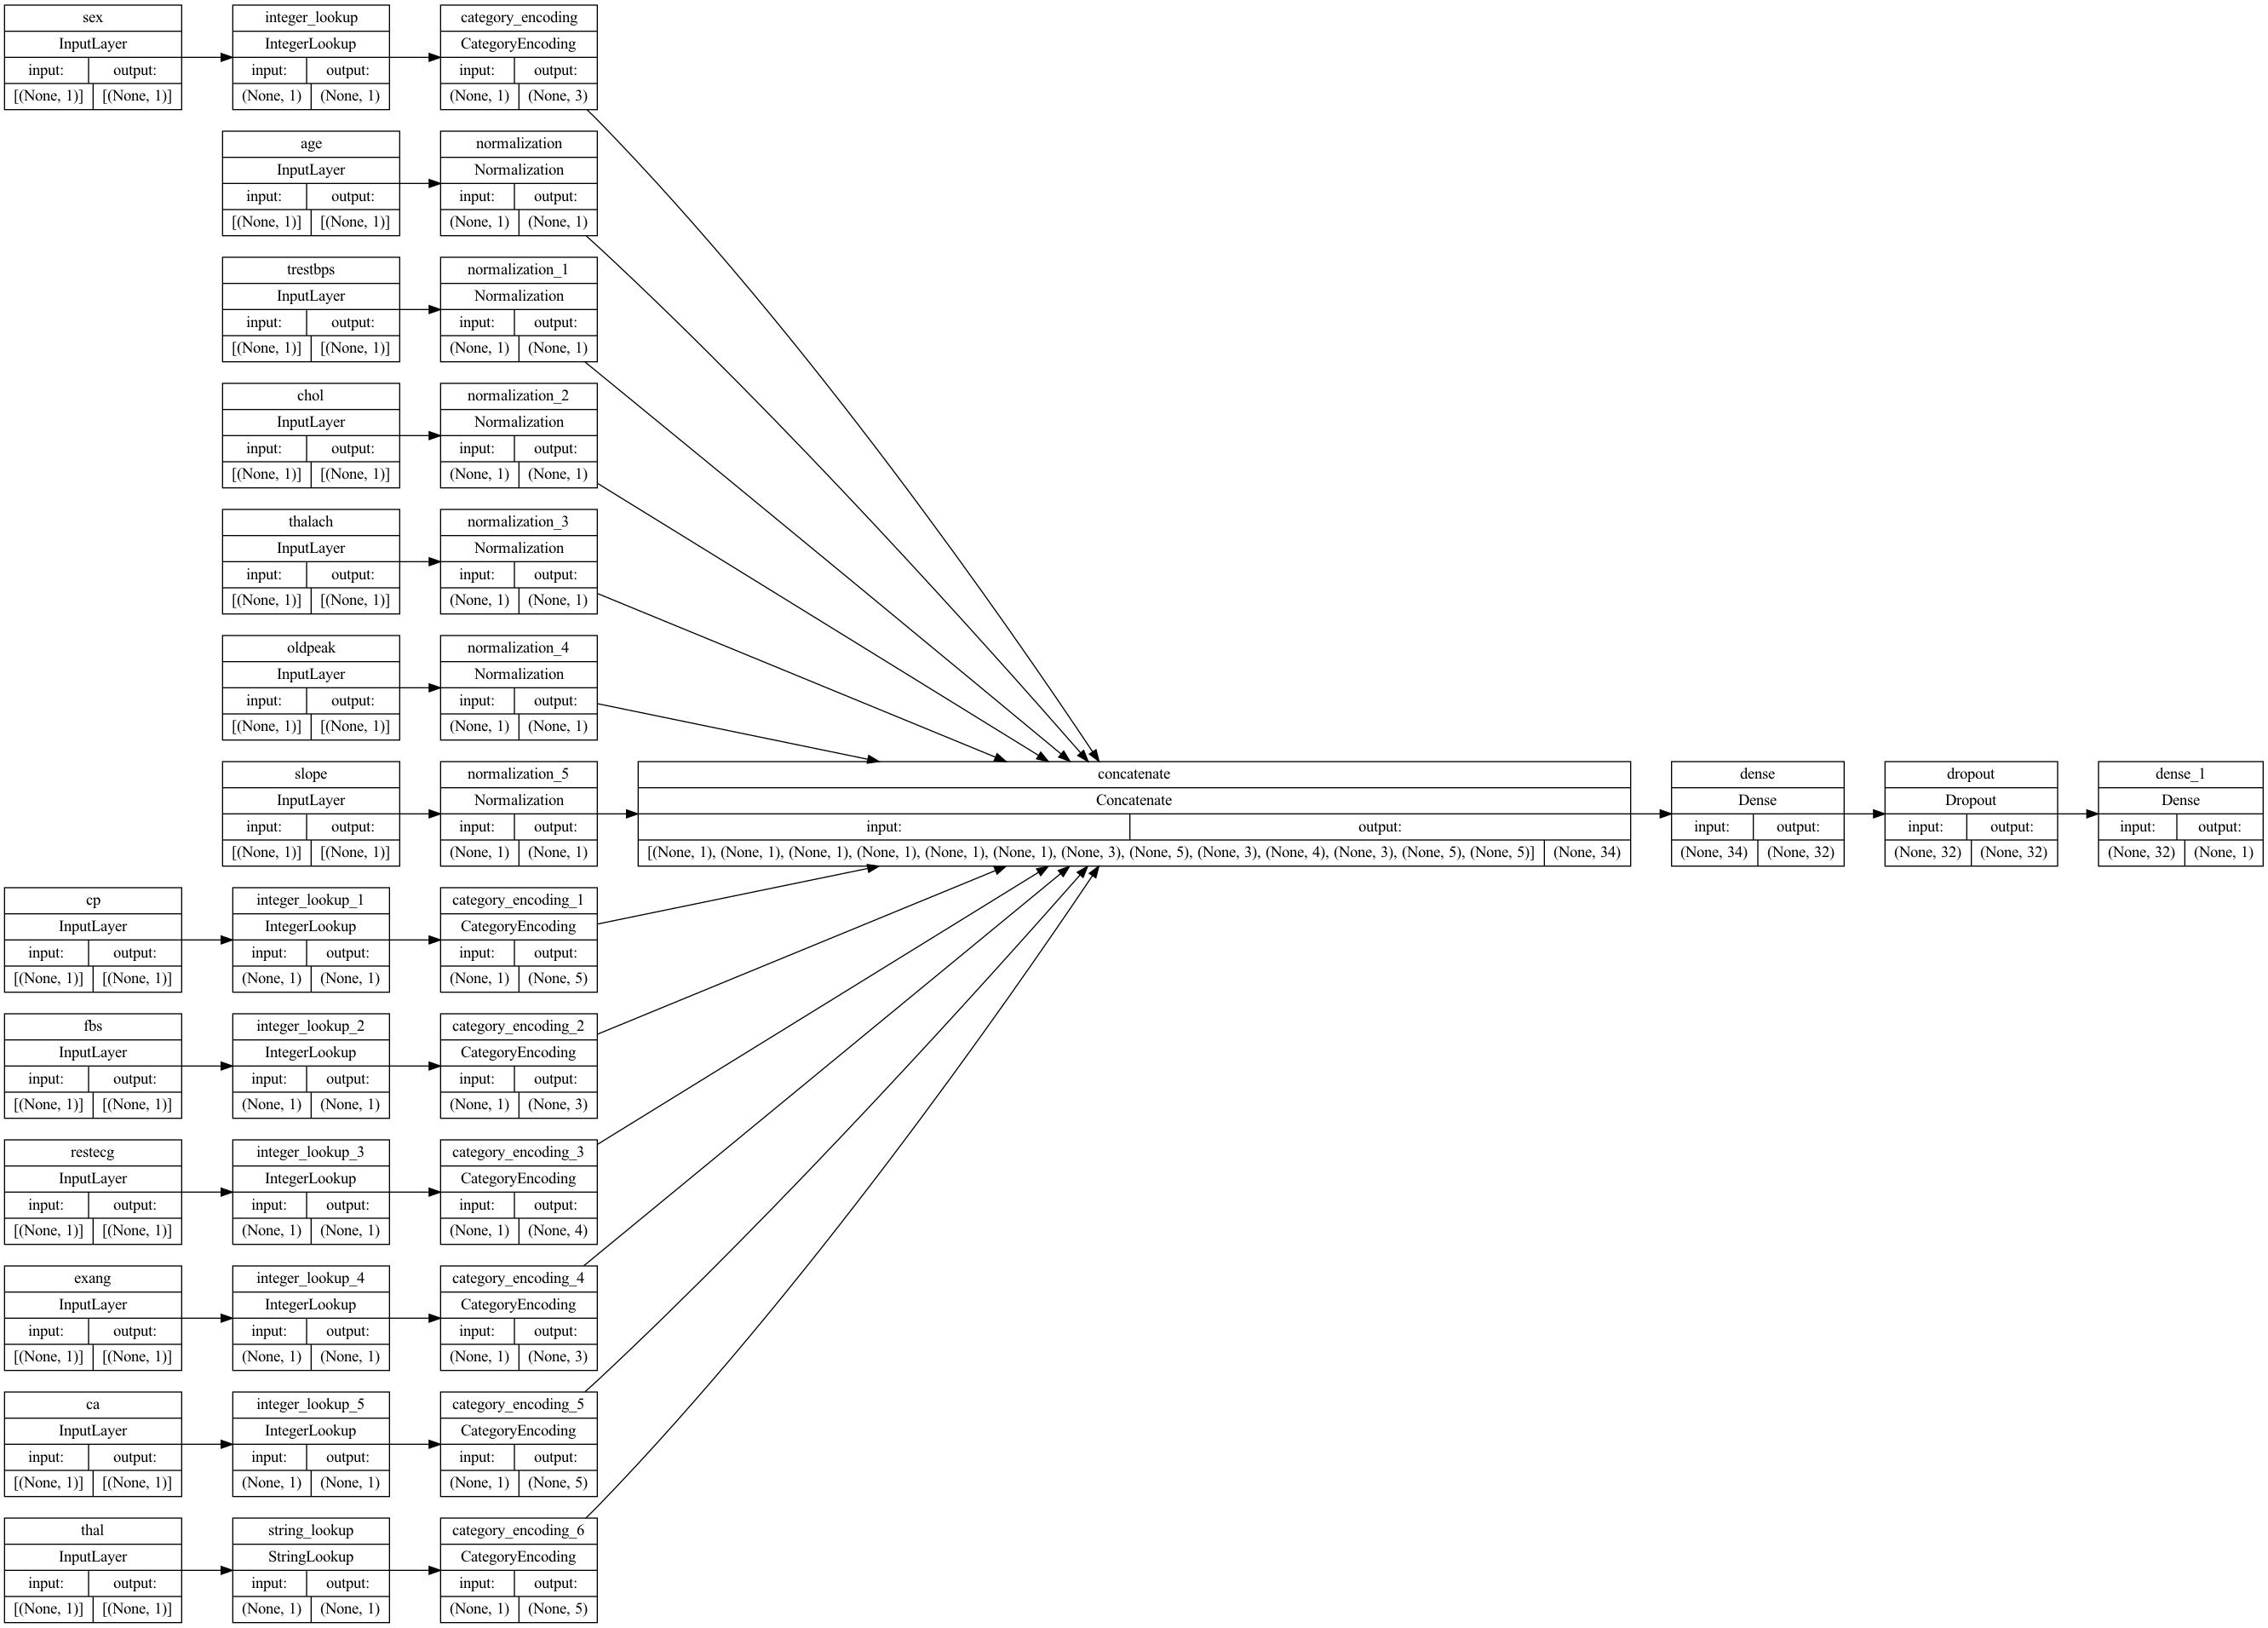 sex
InputLayer
input: output:
[(None, 1)] [(None, 1)]
integer_lookup
IntegerLookup
input: output:
(None, 1) (None, 1)
category_encoding
CategoryEncoding
input: output:
(None, 1) (None, 3)
age
InputLayer
input: output:
[(None, 1)] [(None, 1)]
normalization
Normalization
input: output:
(None, 1) (None, 1)
trestbps
InputLayer
input: output:
[(None, 1)] [(None, 1)]
normalization_1
Normalization
input: output:
(None, 1) (None, 1)
chol
InputLayer
input: output:
[(None, 1)] [(None, 1)]
normalization_2
Normalization
input: output:
(None, 1) (None, 1)
thalach
InputLayer
input: output:
[(None, 1)] [(None, 1)]
normalization_3
Normalization
input: output:
(None, 1) (None, 1)
oldpeak
InputLayer
input: output:
[(None, 1)] [(None, 1)]
normalization_4
Normalization
input: output:
(None, 1) (None, 1)
slope
InputLayer
input: output:
[(None, 1)] [(None, 1)]
normalization_5
Normalization
input: output:
(None, 1) (None, 1)
concatenate
Concatenate
input: output:
[(None, 1), (None, 1), (None, 1), (None, 1), (None, 1), (None, 1), (None, 3), (None, 5), (None, 3), (None, 4), (None, 3), (None, 5), (None, 5)] (None, 34)
dense
Dense
input: output:
(None, 34) (None, 32)
dropout
Dropout
input: output:
(None, 32) (None, 32)
dense_1
Dense
input: output:
(None, 32) (None, 1)
cp
InputLayer
input: output:
[(None, 1)] [(None, 1)]
integer_lookup_1
IntegerLookup
input: output:
(None, 1) (None, 1)
category_encoding_1
CategoryEncoding
input: output:
(None, 1) (None, 5)
fbs
InputLayer
input: output:
[(None, 1)] [(None, 1)]
integer_lookup_2
IntegerLookup
input: output:
(None, 1) (None, 1)
category_encoding_2
CategoryEncoding
input: output:
(None, 1) (None, 3)
restecg
InputLayer
input: output:
[(None, 1)] [(None, 1)]
integer_lookup_3
IntegerLookup
input: output:
(None, 1) (None, 1)
category_encoding_3
CategoryEncoding
input: output:
(None, 1) (None, 4)
exang
InputLayer
input: output:
[(None, 1)] [(None, 1)]
integer_lookup_4
IntegerLookup
input: output:
(None, 1) (None, 1)
category_encoding_4
CategoryEncoding
input: output:
(None, 1) (None, 3)
ca
InputLayer
input: output:
[(None, 1)] [(None, 1)]
integer_lookup_5
IntegerLookup
input: output:
(None, 1) (None, 1)
category_encoding_5
CategoryEncoding
input: output:
(None, 1) (None, 5)
thal
InputLayer
input: output:
[(None, 1)] [(None, 1)]
string_lookup
StringLookup
input: output:
(None, 1) (None, 1)
category_encoding_6
CategoryEncoding
input: output:
(None, 1) (None, 5)